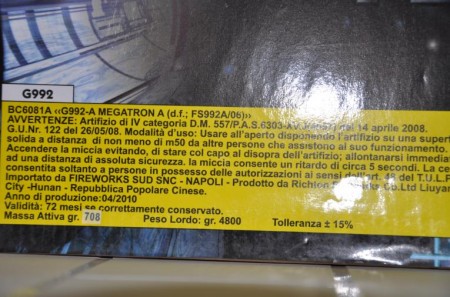 G992
BC6081A ‹‹G992-A MEGATRON A (d.f.; FS992A/06)››
AVVERTENZE: Artifizio di IV categoria D.M. 557/P.A.S.6303-XV. del 14 aprile 2008.
G.U.Nr. 122 del 26/05/08. Modalità d'uso: Usare all'aperto disponendo l'artifizio su una super
solida a distanza di non meno di m50 da altre persone che assistono al suo funzionamento.
Accendere la miccia evitando, di stare col capo al disopra dell'artificio; allontanarsi immedia
ad una distanza di assoluta sicurezza. la miccia consente un ritardo di circa 5 secondi. La ce
consentita soltanto a persone in possesso delle autorizzazioni ai sensi dell'art. del T.U.L.F
Importato da FIREWORKS SUD SNC - NAPOLI - Prodotto da Co.Ltd Liuyan
City -Hunan - Repubblica Popolare Cinese.
Anno di produzione: 04/2010
Validità: 72 mesi se correttamente conservato.
Massa Attiva gr. 708 Peso Lordo: gr. 4800 Tolleranza ± 15%